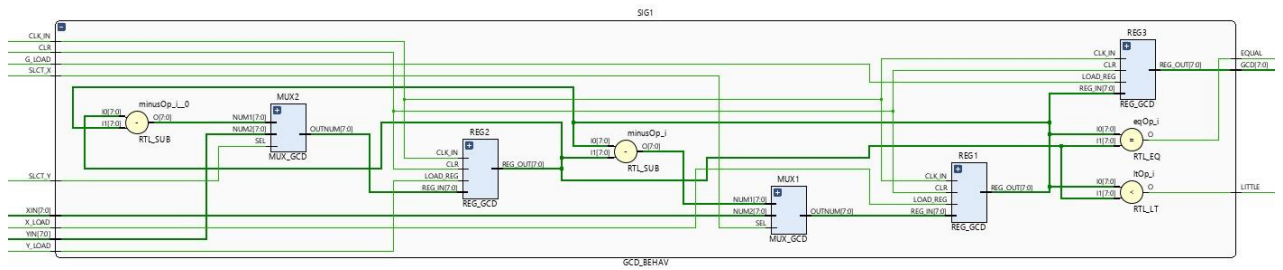 SIG1
CLK_IN
CLR
G_LOAD
SLCT_X
SLCT_Y
XIN[7:0]
X_LOAD
YIN[7:0]
Y_LOAD
minusOp_i__0
I0[7:0]
I1[7:0]
-
O[7:0]
RTL_SUB
MUX2
NUM1[7:0]
NUM2[7:0]
SEL
OUTNUM[7:0]
MUX_GCD
REG2
CLK_IN
CLR
LOAD_REG
REG_IN[7:0]
REG_OUT[7:0]
REG_GCD
minusOp_i
I0[7:0]
I1[7:0]
-
O[7:0]
RTL_SUB
MUX1
NUM1[7:0]
NUM2[7:0]
SEL
OUTNUM[7:0]
MUX_GCD
REG1
CLK_IN
CLR
LOAD_REG
REG_IN[7:0]
REG_OUT[7:0]
REG_GCD
REG3
CLK_IN
CLR
LOAD_REG
REG_IN[7:0]
REG_OUT[7:0]
REG_GCD
eqOp_i
I0[7:0]
I1[7:0]
=
O
RTL_EQ
ltOp_i
I0[7:0]
I1[7:0]
<
O
RTL_LT
EQUAL
GCD[7:0]
LITTLE
GCD_BEHAV